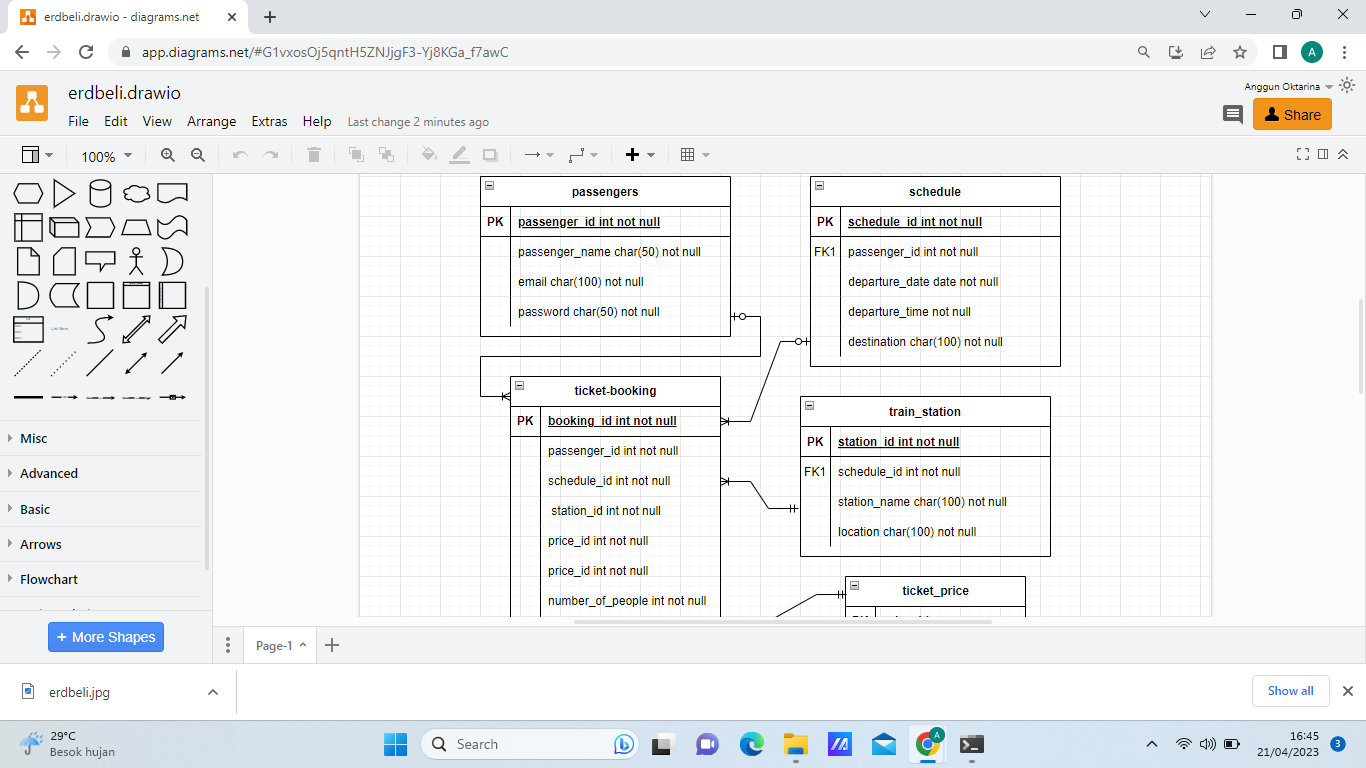 erdbeli.drawio - diagrams.net
app.diagrams.net/#G1vxosOj5qntH5ZNJjgF3-Yj8KGa_f7awC
A
erdbeli.drawio
Anggun Oktarina
File Edit View Arrange Extras Help Last change 2 minutes ago
Share
100%
passengers
PK passenger_id int not null
passenger_name char(50) not null
email char(100) not null
password char(50) not null
schedule
PK schedule_id int not null
FK1 passenger_id int not null
departure_date date not null
departure_time not null
destination char(100) not null
ticket-booking
PK booking_id int not null
passenger_id int not null
schedule_id int not null
station_id int not null
price_id int not null
price_id int not null
number_of_people int not null
train_station
PK station_id int not null
FK1 schedule_id int not null
station_name char(100) not null
location char(100) not null
ticket_price
List Item
Misc
Advanced
Basic
Arrows
Flowchart
+ More Shapes
Page-1
erdbeli.jpg
Show all
29°C
Besok hujan
Search
A
16:45
21/04/2023
3